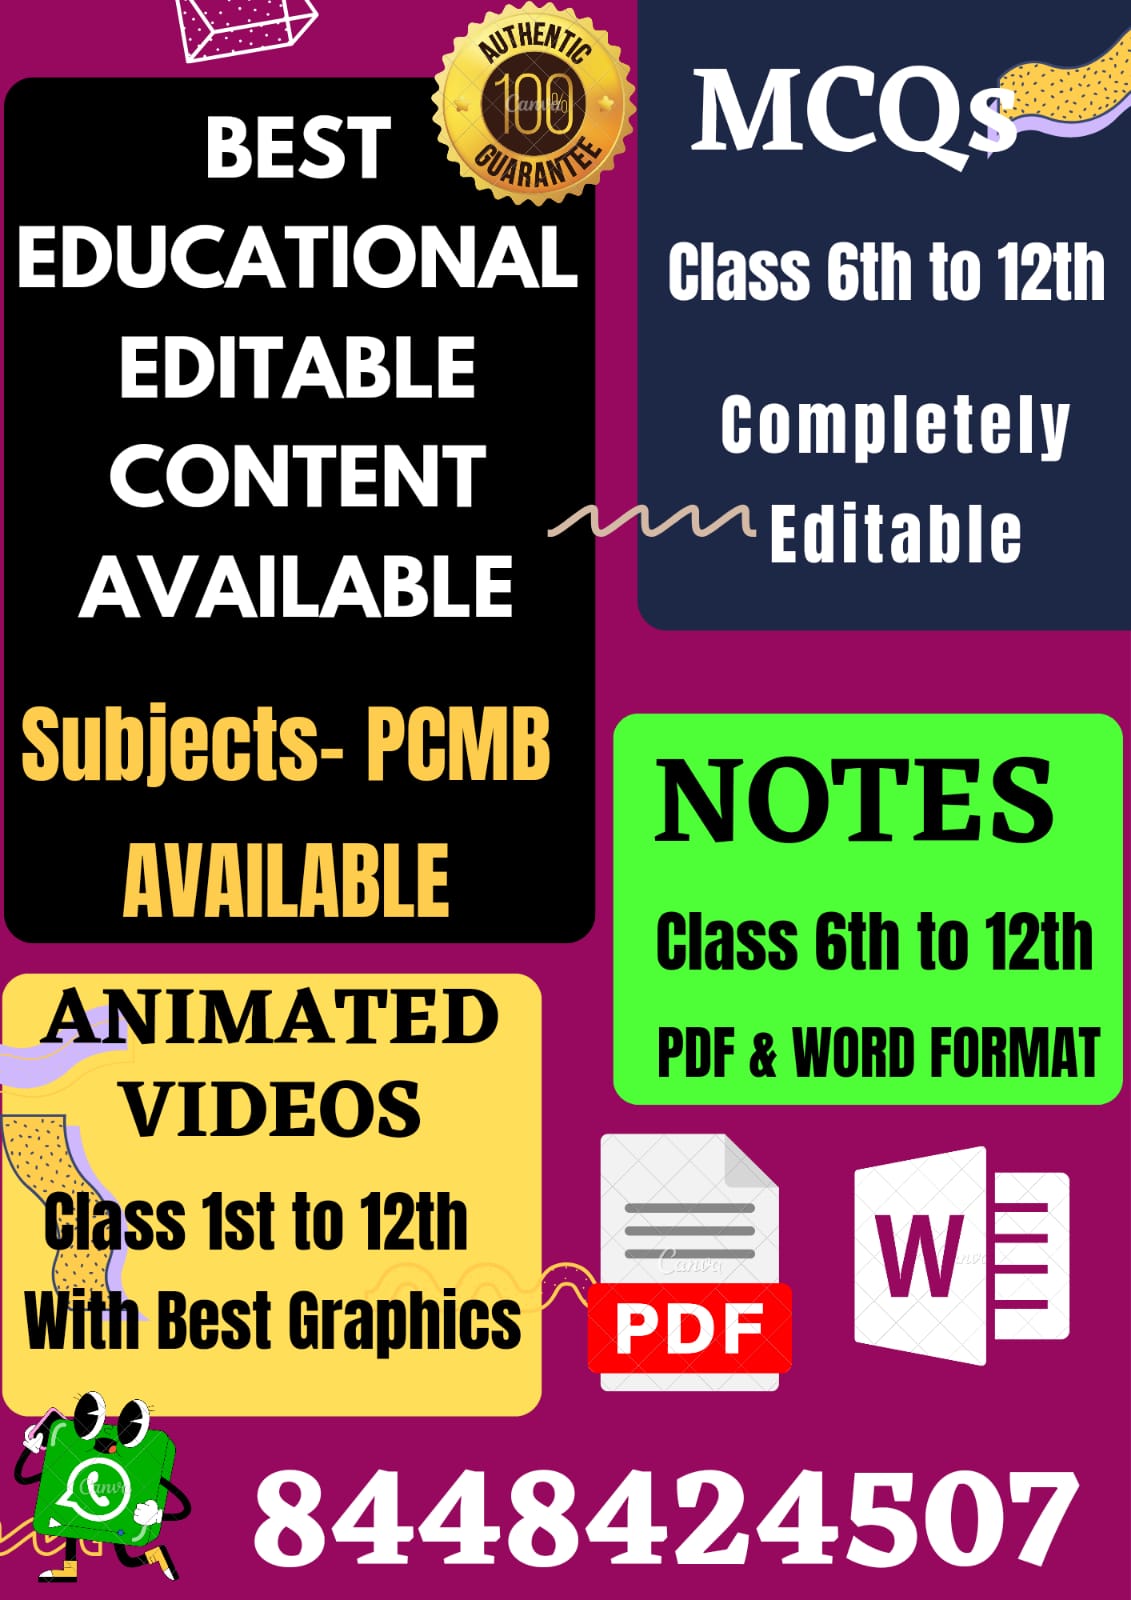 AUTHENTIC
100%
GUARANTEE
BEST
EDUCATIONAL
EDITABLE
CONTENT
AVAILABLE
Subjects- PCMB
AVAILABLE
MCQs
Class 6th to 12th
Completely
Editable
NOTES
Class 6th to 12th
PDF & WORD FORMAT
ANIMATED
VIDEOS
Class 1st to 12th
With Best Graphics
Canva
PDF
W
8448424507